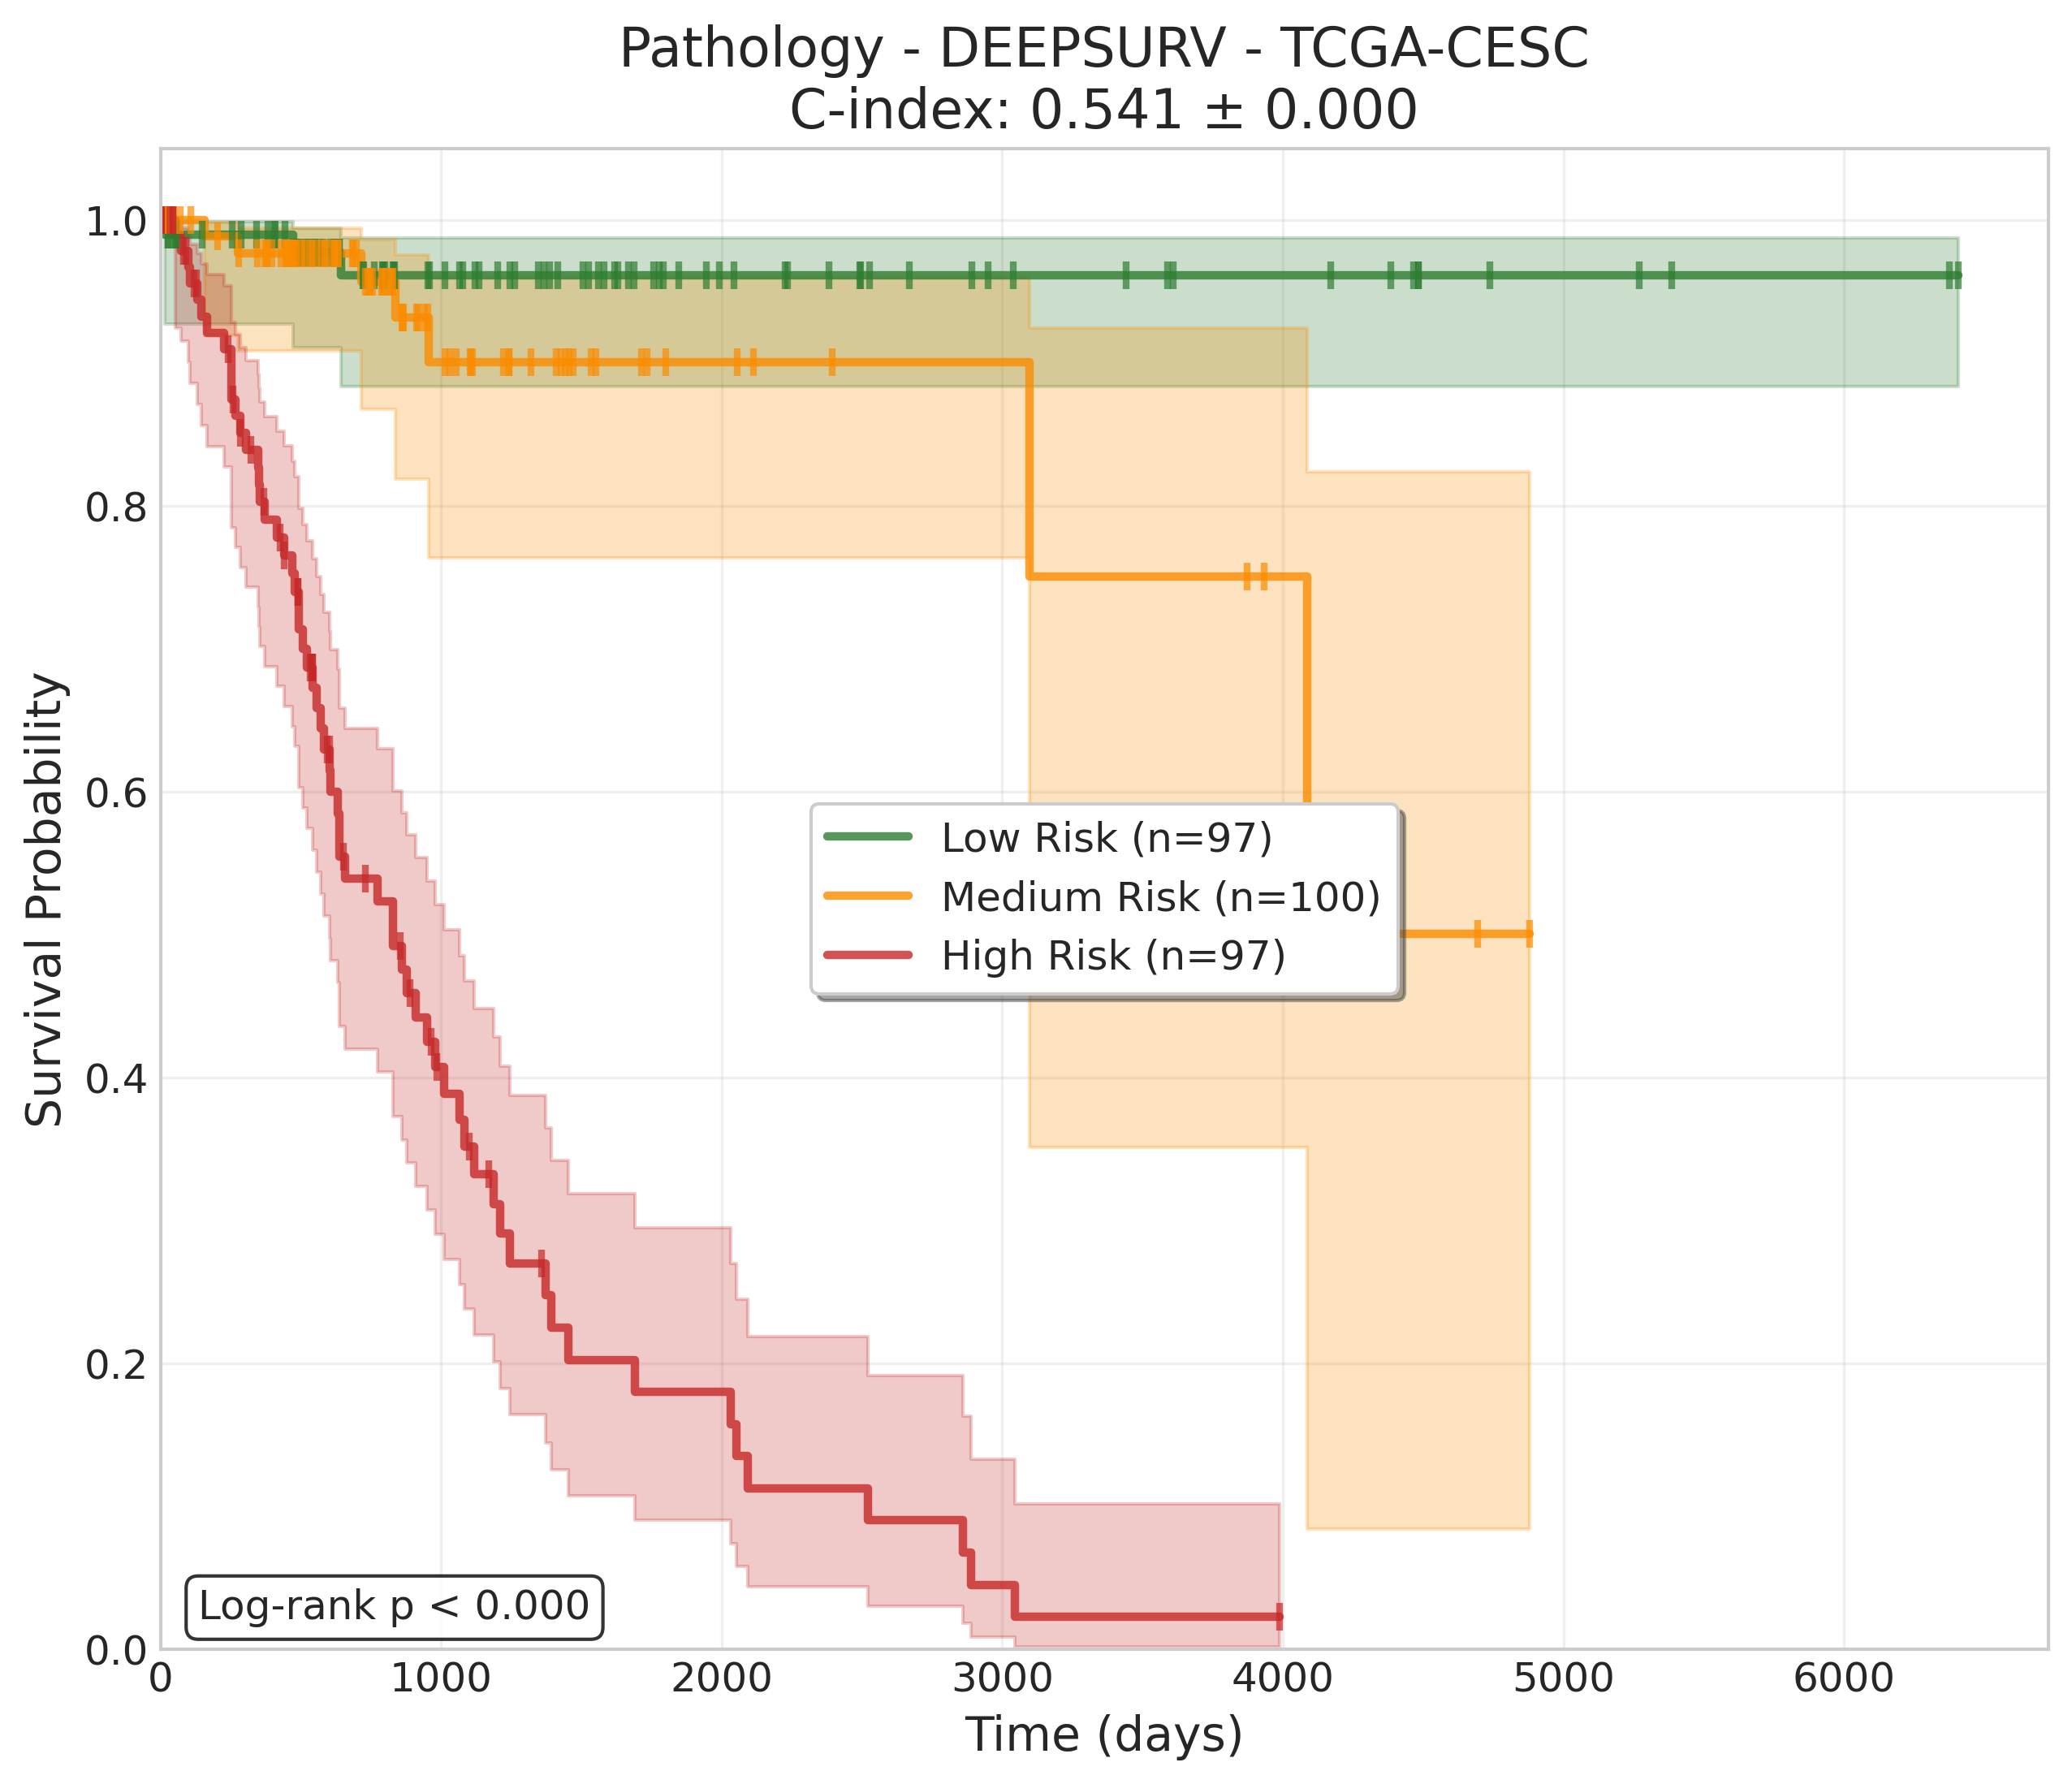 Pathology - DEEPSURV - TCGA-CESC
C-index: 0.541 ± 0.000
Survival Probability
1.0
0.8
0.6
0.4
0.2
0.0
Low Risk (n=97)
Medium Risk (n=100)
High Risk (n=97)
Log-rank p < 0.000
0
1000
2000
3000
4000
5000
6000
Time (days)